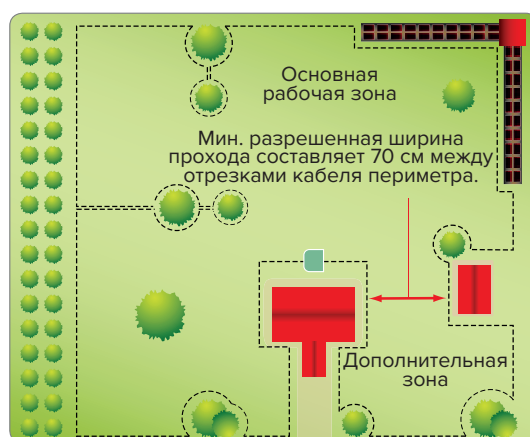 Основная
рабочая зона
Мин. разрешенная ширина
прохода составляет 70 см между
отрезками кабеля периметра.
Дополнительная
зона